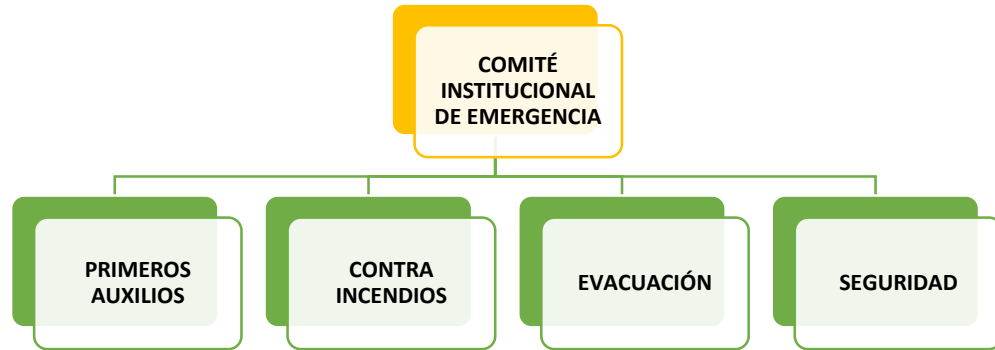 COMITÉ
INSTITUCIONAL
DE EMERGENCIA
PRIMEROS
AUXILIOS
CONTRA
INCENDIOS
EVACUACIÓN
SEGURIDAD